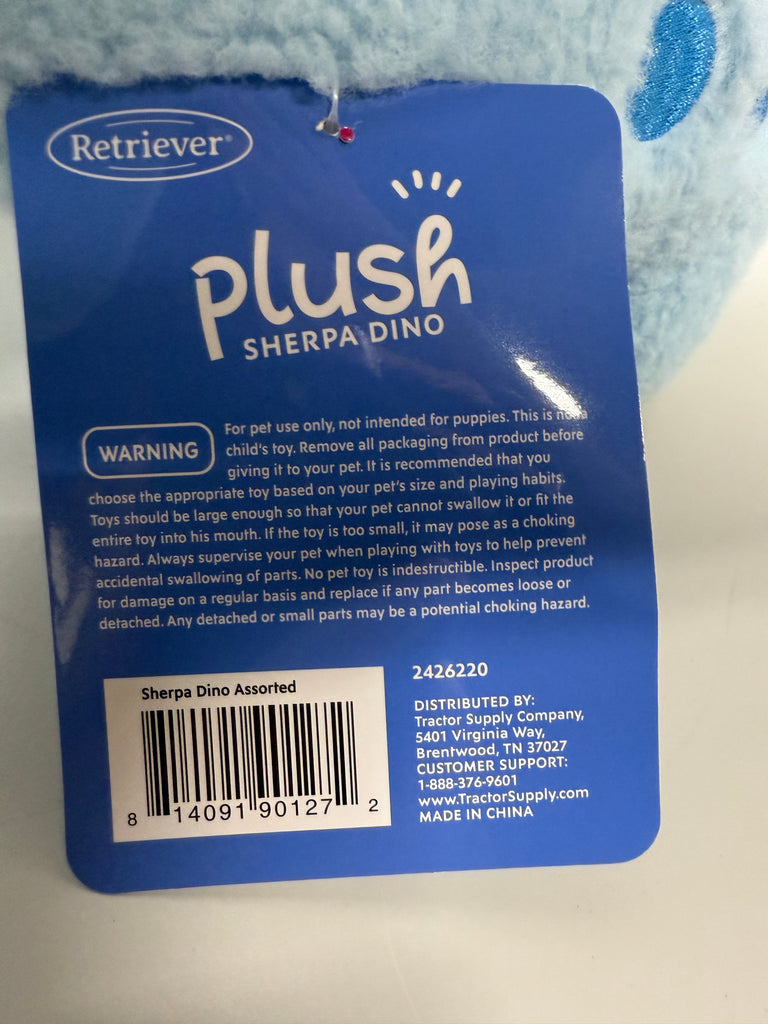 Retriever®
plush
SHERPA DINO
WARNING
For pet use only, not intended for puppies. This is not a
child's toy. Remove all packaging from product before
giving it to your pet. It is recommended that you
choose the appropriate toy based on your pet's size and playing habits.
Toys should be large enough so that your pet cannot swallow it or fit the
entire toy into his mouth. If the toy is too small, it may pose as a choking
hazard. Always supervise your pet when playing with toys to help prevent
accidental swallowing of parts. No pet toy is indestructible. Inspect product
for damage on a regular basis and replace if any part becomes loose or
detached. Any detached or small parts may be a potential choking hazard.
Sherpa Dino Assorted
8 14091 90127 2
2426220
DISTRIBUTED BY:
Tractor Supply Company,
5401 Virginia Way,
Brentwood, TN 37027
CUSTOMER SUPPORT:
1-888-376-9601
www.TractorSupply.com
MADE IN CHINA